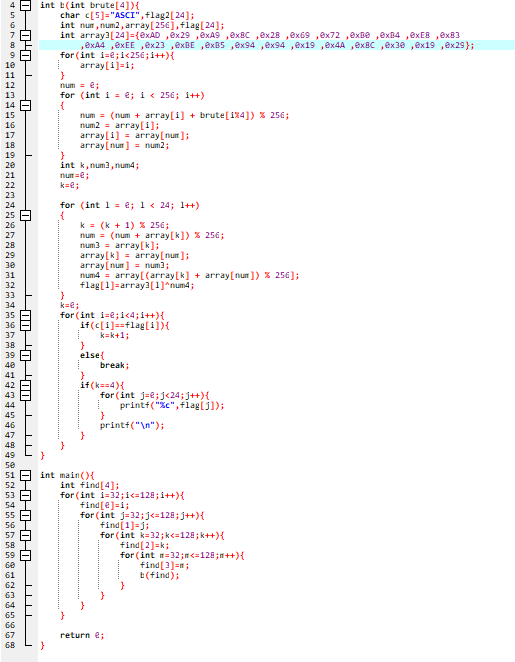 4 int b(int brute[4]){
5 char c[5]="ASCI",flag2[24];
6 int num,num2,array[256],flag[24];
7 int array3[24]={0xAD ,0x29 ,0xA9 ,0x8C ,0x28 ,0x69 ,0x72 ,0xB0 ,0xB4 ,0xE8 ,0x83
8 ,0xA4 ,0xEE ,0x23 ,0xBE ,0xB5 ,0x94 ,0x94 ,0x19 ,0x4A ,0x8C ,0x30 ,0x19 ,0x29};
9 for(int i=0;i<256;i++){
10 array[i]=i;
11 }
12 num = 0;
13 for (int i = 0; i < 256; i++)
14 {
15 num = (num + array[i] + brute[i%4]) % 256;
16 num2 = array[i];
17 array[i] = array[num];
18 array[num] = num2;
19 }
20 int k,num3,num4;
21 num=0;
22 k=0;
23
24 for (int l = 0; l < 24; l++)
25 {
26 k = (k + 1) % 256;
27 num = (num + array[k]) % 256;
28 num3 = array[k];
29 array[k] = array[num];
30 array[num] = num3;
31 num4 = array[(array[k] + array[num]) % 256];
32 flag[l]=array3[l]^num4;
33 }
34 k=0;
35 for(int i=0;i<4;i++){
36 if(c[i]==flag[i]){
37 k=k+1;
38 }
39 else{
40 break;
41 }
42 if(k==4){
43 for(int j=0;j<24;j++){
44 printf("%c",flag[j]);
45 }
46 printf("\n");
47 }
48 }
49 }
50
51 int main(){
52 int find[4];
53 for(int i=32;i<=128;i++){
54 find[0]=i;
55 for(int j=32;j<=128;j++){
56 find[1]=j;
57 for(int k=32;k<=128;k++){
58 find[2]=k;
59 for(int m=32;m<=128;m++){
60 find[3]=m;
61 b(find);
62 }
63 }
64 }
65 }
66
67 return 0;
68 }